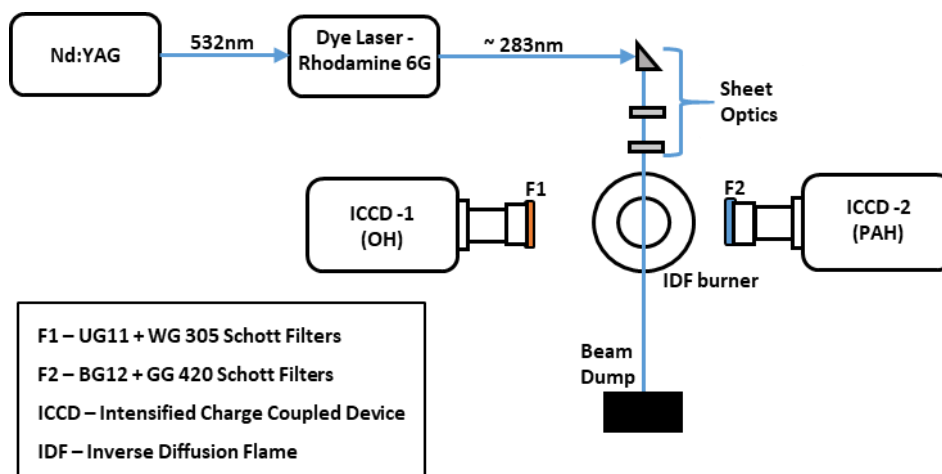 Nd:YAG
532nm
Dye Laser -
Rhodamine 6G
~ 283nm
Sheet
Optics
ICCD -1
(OH)
F1
F2
ICCD -2
(PAH)
IDF burner
Beam
Dump
F1 – UG11 + WG 305 Schott Filters
F2 – BG12 + GG 420 Schott Filters
ICCD – Intensified Charge Coupled Device
IDF – Inverse Diffusion Flame